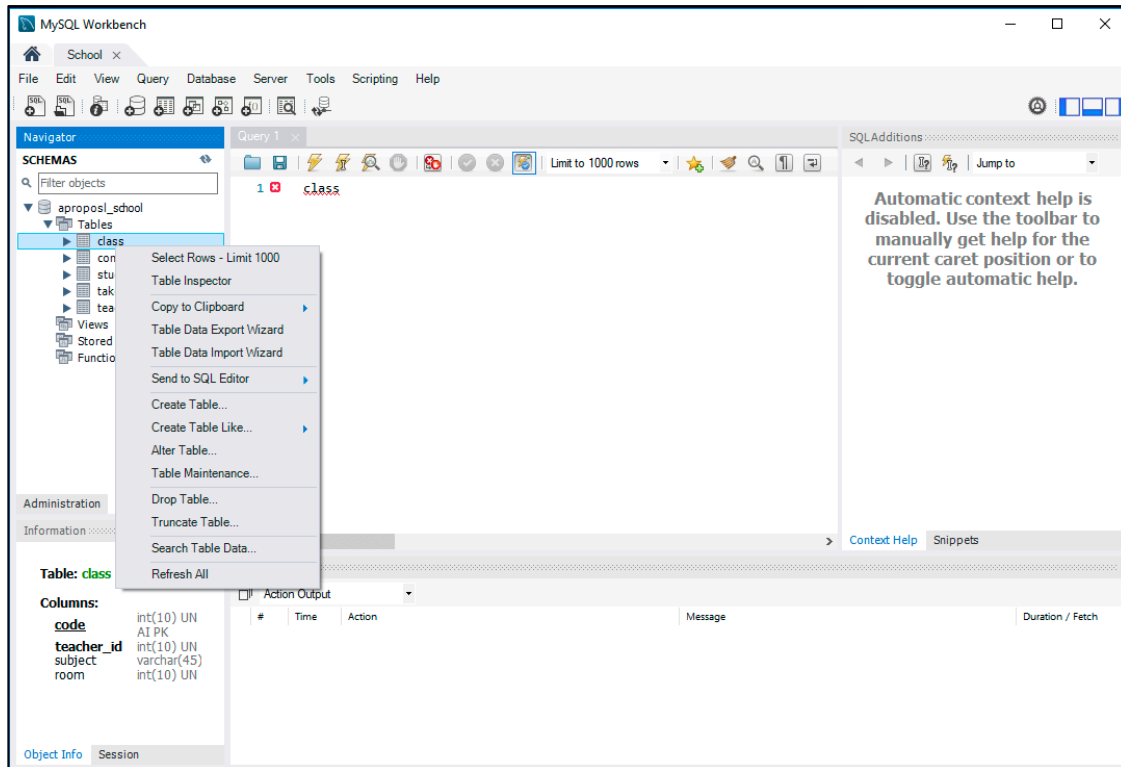 MySQL Workbench
School
File Edit View Query Database Server Tools Scripting Help
Navigator
SCHEMAS
Filter objects
aproposl_school
Tables
class
con
stu
tak
tea
Views
Stored
Functio
Select Rows - Limit 1000
Table Inspector
Copy to Clipboard
Table Data Export Wizard
Table Data Import Wizard
Send to SQL Editor
Create Table...
Create Table Like...
Alter Table...
Table Maintenance...
Drop Table...
Truncate Table...
Search Table Data...
Refresh All
Administration
Information
Table: class
Columns:
code int(10) UN
AI PK
teacher_id int(10) UN
subject varchar(45)
room int(10) UN
Object Info Session
Query 1
Limit to 1000 rows
1 class
Action Output
# Time Action Message Duration / Fetch
SQLAdditions
Jump to
Automatic context help is
disabled. Use the toolbar to
manually get help for the
current caret position or to
toggle automatic help.
Context Help Snippets